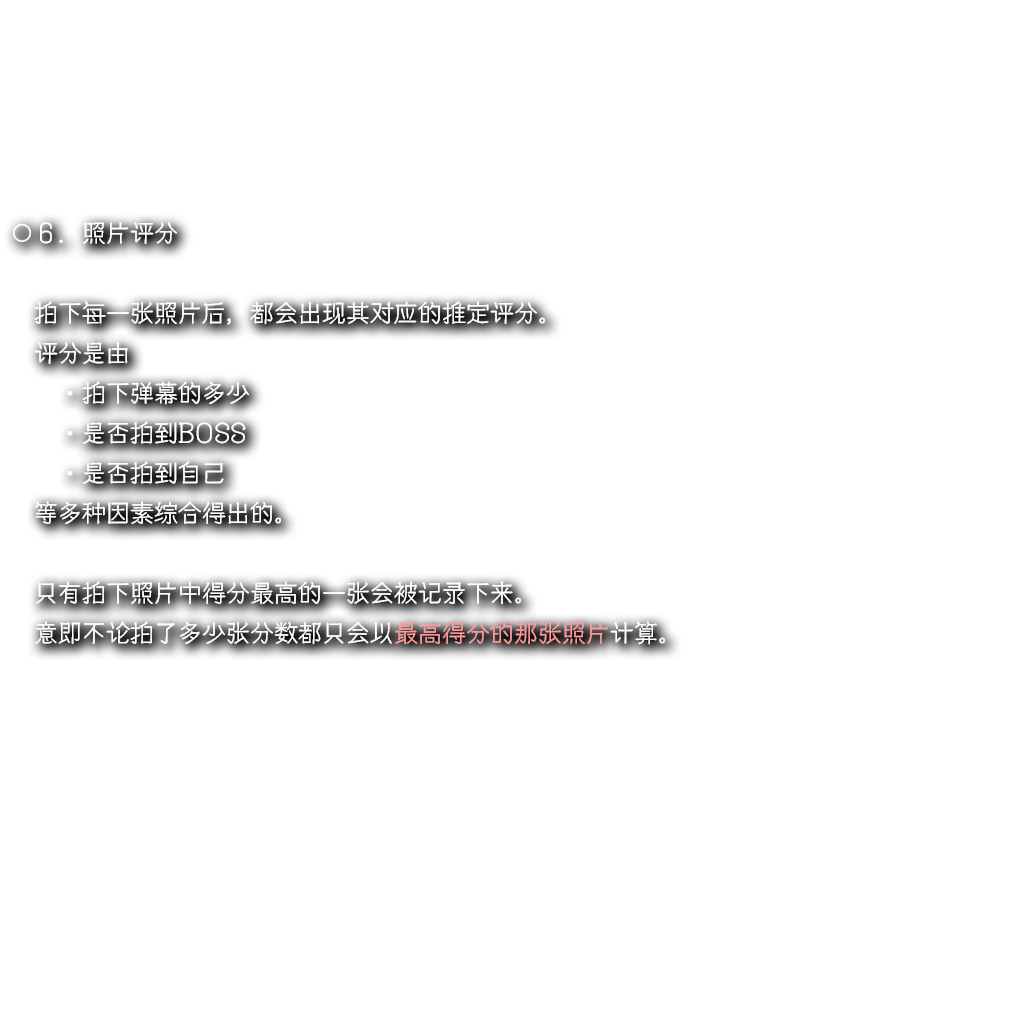 ○6. 照片评分
拍下每一张照片后，都会出现其对应的推定评分。
评分是由
・拍下弹幕的多少
・是否拍到BOSS
・是否拍到自己
等多种因素综合得出的。
只有拍下照片中得分最高的一张会被记录下来。
意即不论拍了多少张分数都只会以最高得分的那张照片计算。